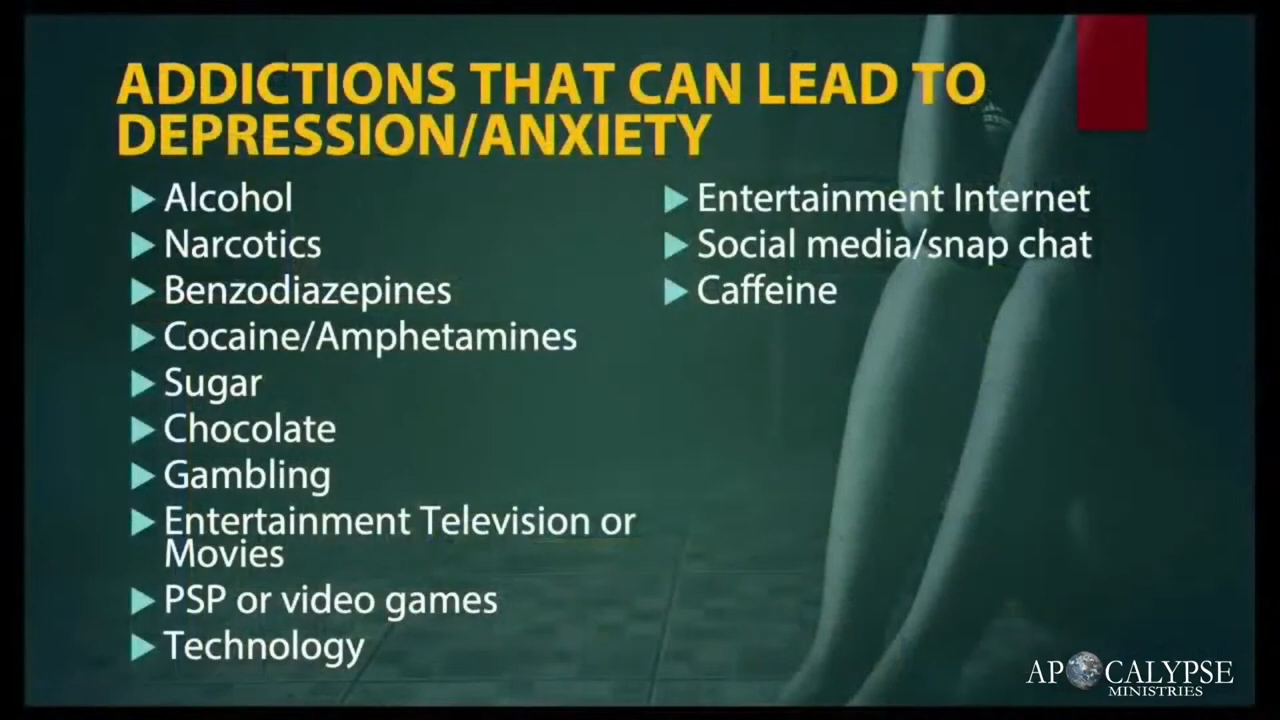 ADDICTIONS THAT CAN LEAD TO
DEPRESSION/ANXIETY
Alcohol
Narcotics
Benzodiazepines
Cocaine/Amphetamines
Sugar
Chocolate
Gambling
Entertainment Television or
Movies
PSP or video games
Technology
Entertainment Internet
Social media/snap chat
Caffeine
APOCALYPSE
MINISTRIES